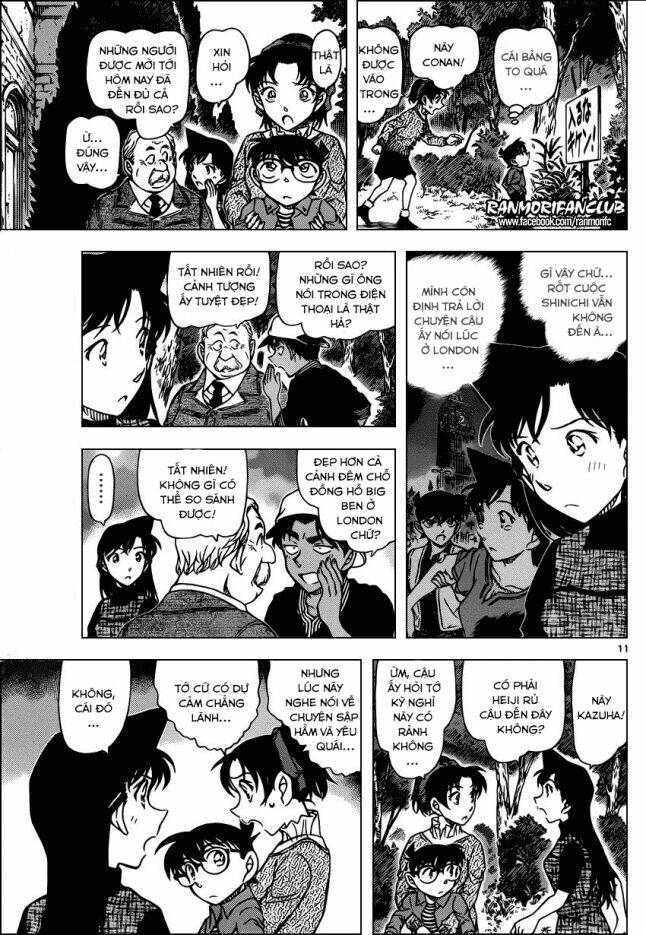 CÁI BẢNG
TO QUÁ
...
NÀY
CONAN!
KHÔNG
ĐƯỢC
VÀO
TRONG
...
RANMORIFANCLUB
www.facebook.com/ranmorifc
THẬT
LÀ
XIN
HỎI
...
NHỮNG NGƯỜI
ĐƯỢC MỜI TỚI
HÔM NAY ĐÃ
ĐẾN ĐỦ CẢ
RỒI SAO?
Ừ...
ĐÚNG
VẬY...
GÌ VẬY CHỨ...
RỐT CUỘC
SHINICHI VẪN
KHÔNG
ĐẾN À...
MÌNH CÒN
ĐỊNH TRẢ LỜI
CHUYỆN CẬU
ẤY NÓI LÚC
Ở LONDON
...
RỒI SAO?
NHỮNG GÌ ÔNG
NÓI TRONG ĐIỆN
THOẠI LÀ THẬT
HẢ?
TẤT NHIÊN RỒI!
CẢNH TƯỢNG
ẤY TUYỆT ĐẸP!
ĐẸP HƠN CẢ
CẢNH ĐÊM CHỖ
ĐỒNG HỒ BIG
BEN Ở
LONDON
CHỨ?
TẤT NHIÊN!
KHÔNG GÌ CÓ
THỂ SO SÁNH
ĐƯỢC!
......
11
NÀY
KAZUHA!
CÓ PHẢI
HEIJI RỦ
CẬU ĐẾN ĐÂY
KHÔNG?
ỪM, CẬU
ẤY HỎI TỚ
KỲ NGHỈ
NÀY CÓ
RẢNH
KHÔNG
...
NHƯNG
LÚC NÀY
NGHE NÓI VỀ
CHUYỆN SẬP
HẦM VÀ YÊU
QUÁI...
TỚ CỨ CÓ DỰ
CẢM CHẲNG
LÀNH...
KHÔNG,
CÁI ĐÓ
...